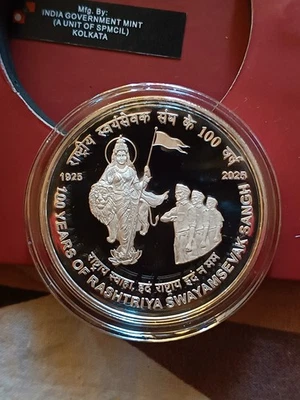 Mfg. By:
INDIA GOVERNMENT MINT
(A UNIT OF SPMCIL)
KOLKATA
राष्ट्रीय स्वयंसेवक संघ के 100 वर्ष
1925
2025
राष्ट्राय स्वाहा, इदं राष्ट्राय इदं न मम
100 YEARS OF RASHTRIYA SWAYAMSEVAK SANGH